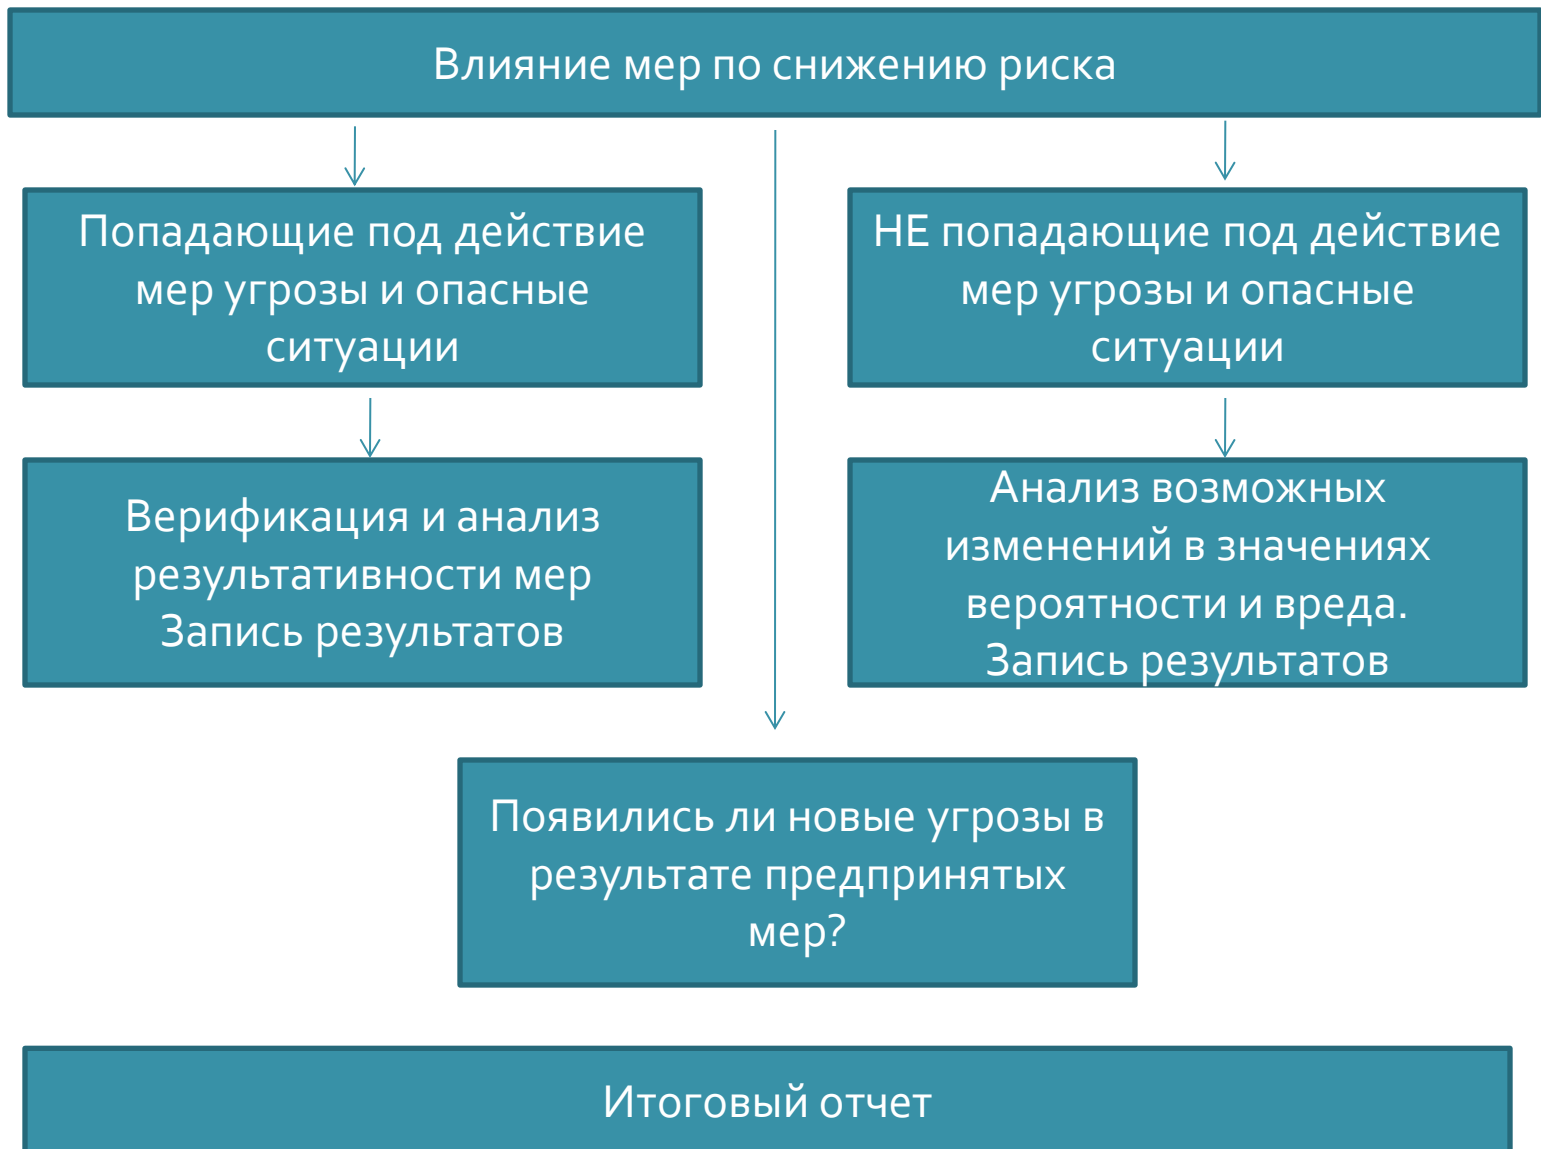 Влияние мер по снижению риска
Попадающие под действие
мер угрозы и опасные
ситуации
НЕ попадающие под действие
мер угрозы и опасные
ситуации
Верификация и анализ
результативности мер
Запись результатов
Анализ возможных
изменений в значениях
вероятности и вреда.
Запись результатов
Появились ли новые угрозы в
результате предпринятых
мер?
Итоговый отчет